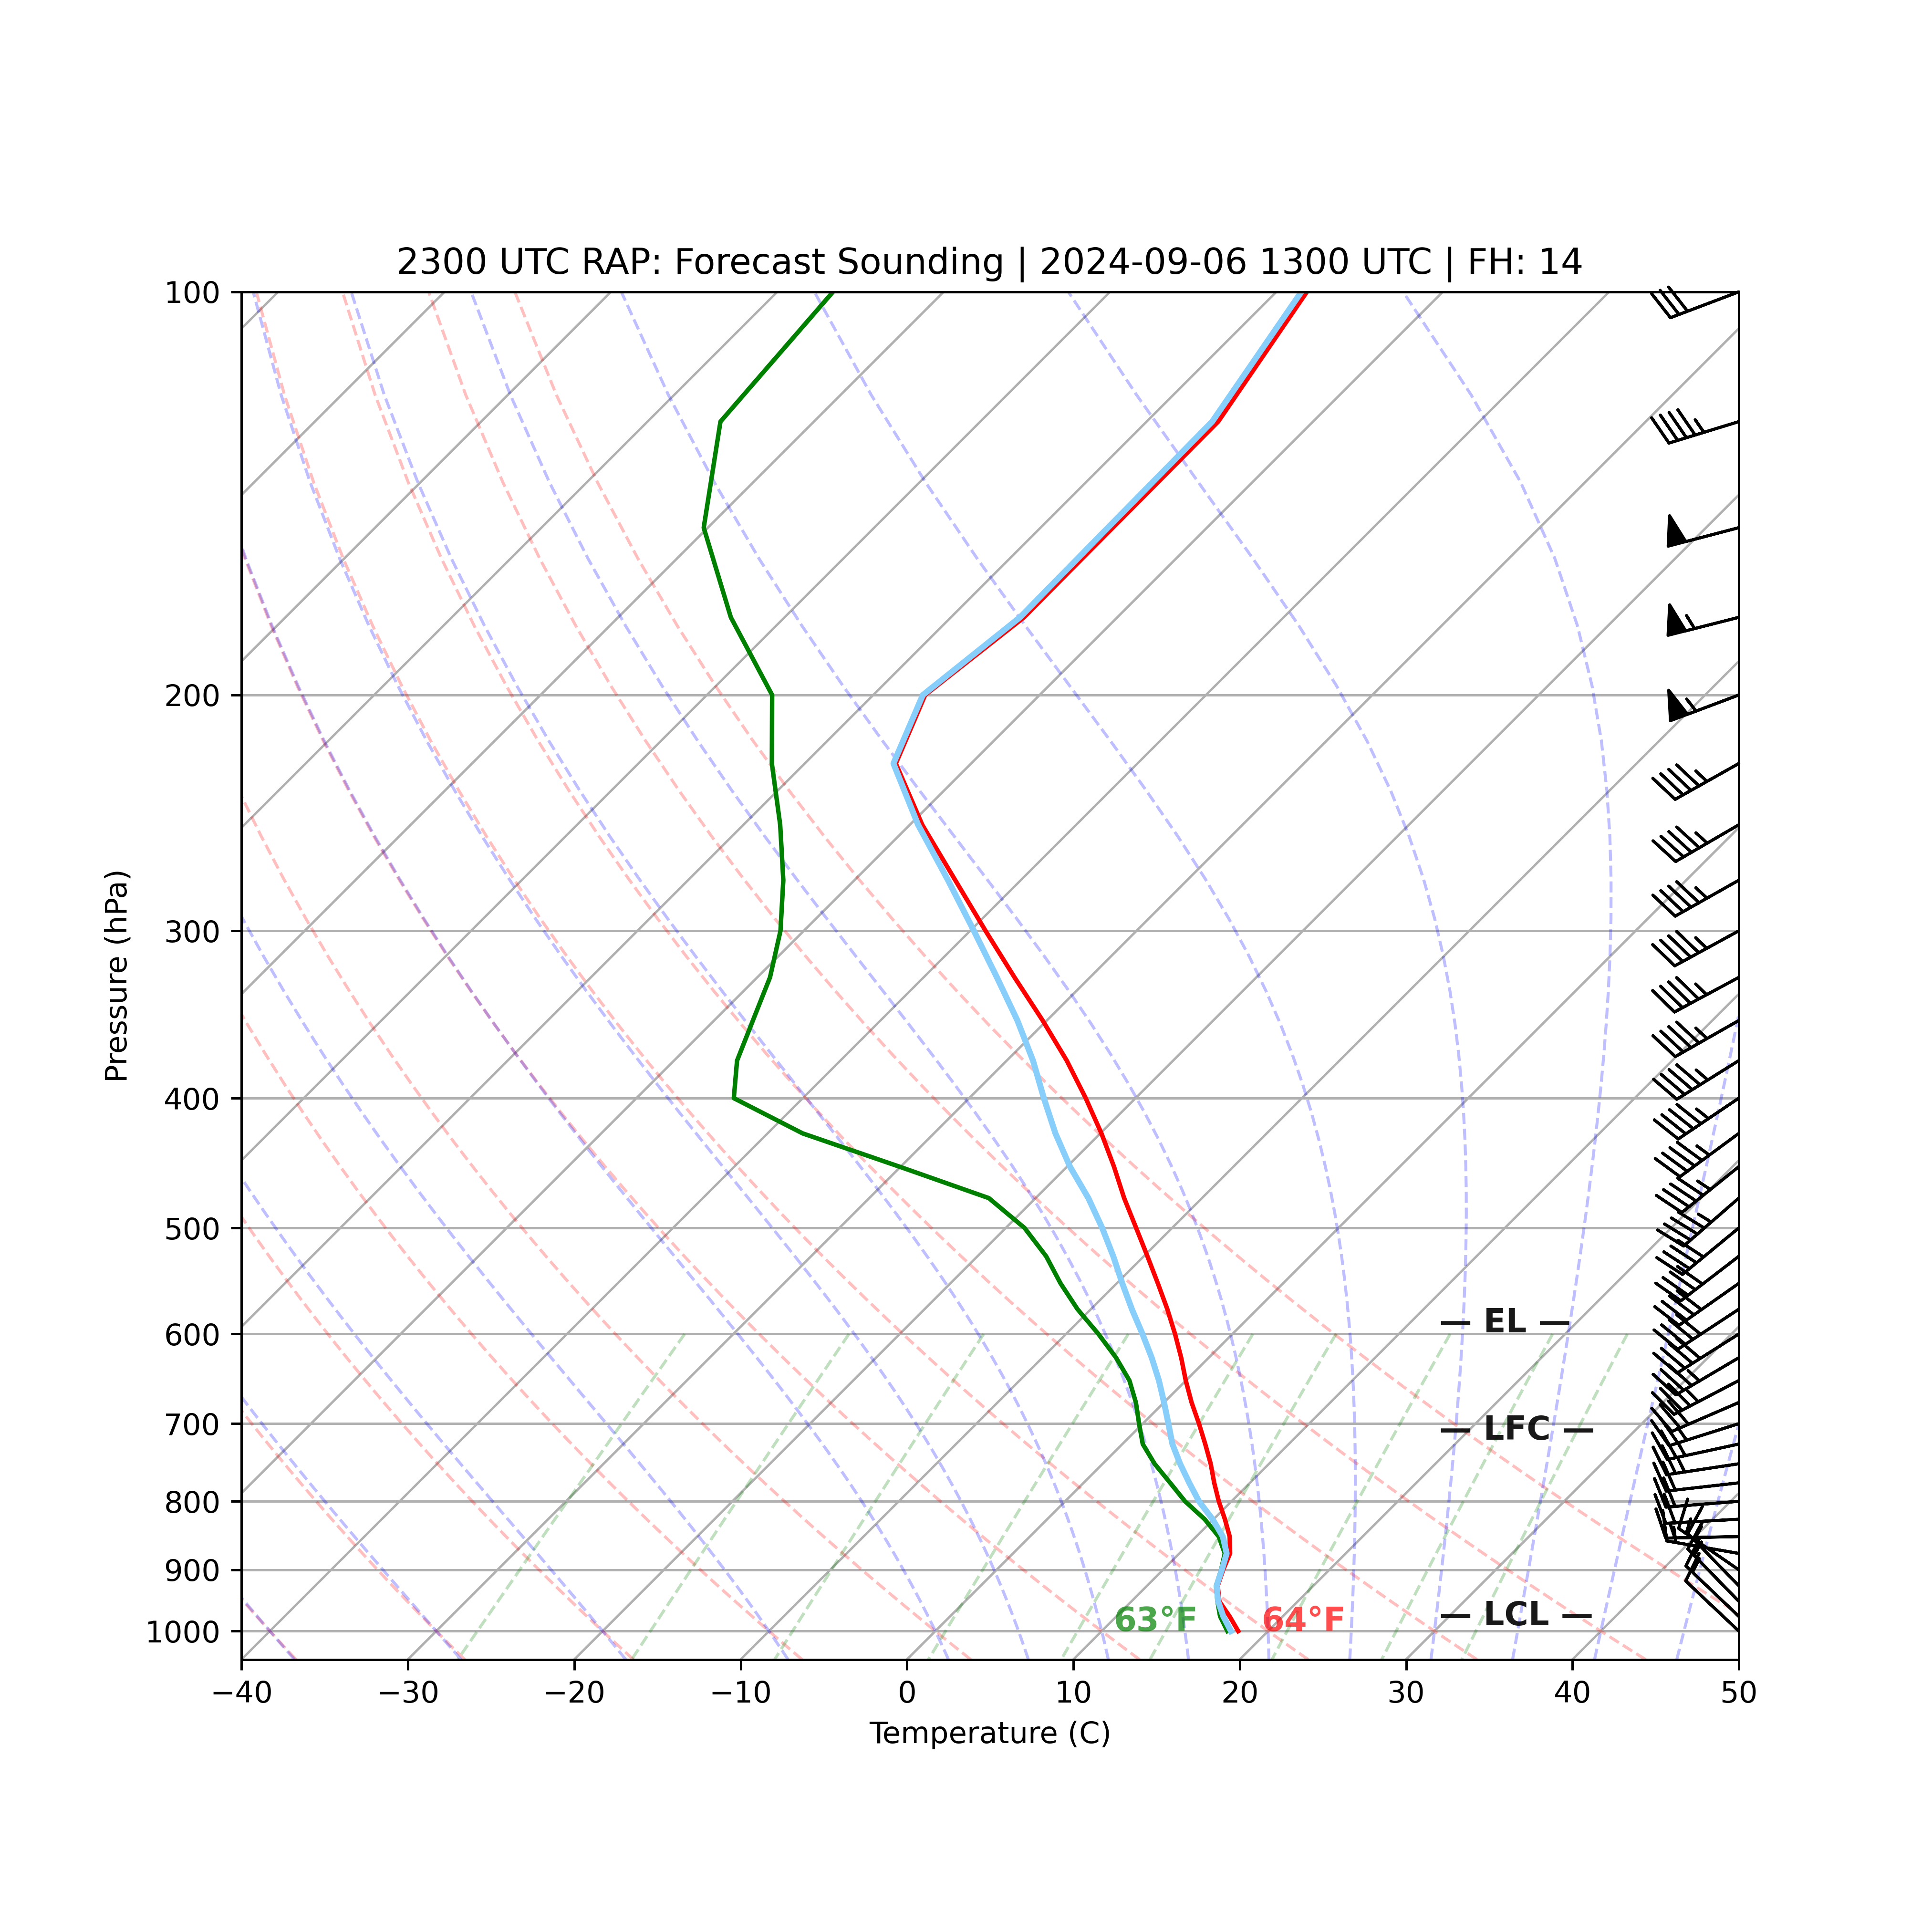 2300 UTC RAP: Forecast Sounding | 2024-09-06 1300 UTC | FH: 14
100
200
300
400
500
600
700
800
900
1000
Pressure (hPa)
— EL —
— LFC —
— LCL —
63°F
64°F
−40
−30
−20
−10
0
10
20
30
40
50
Temperature (C)